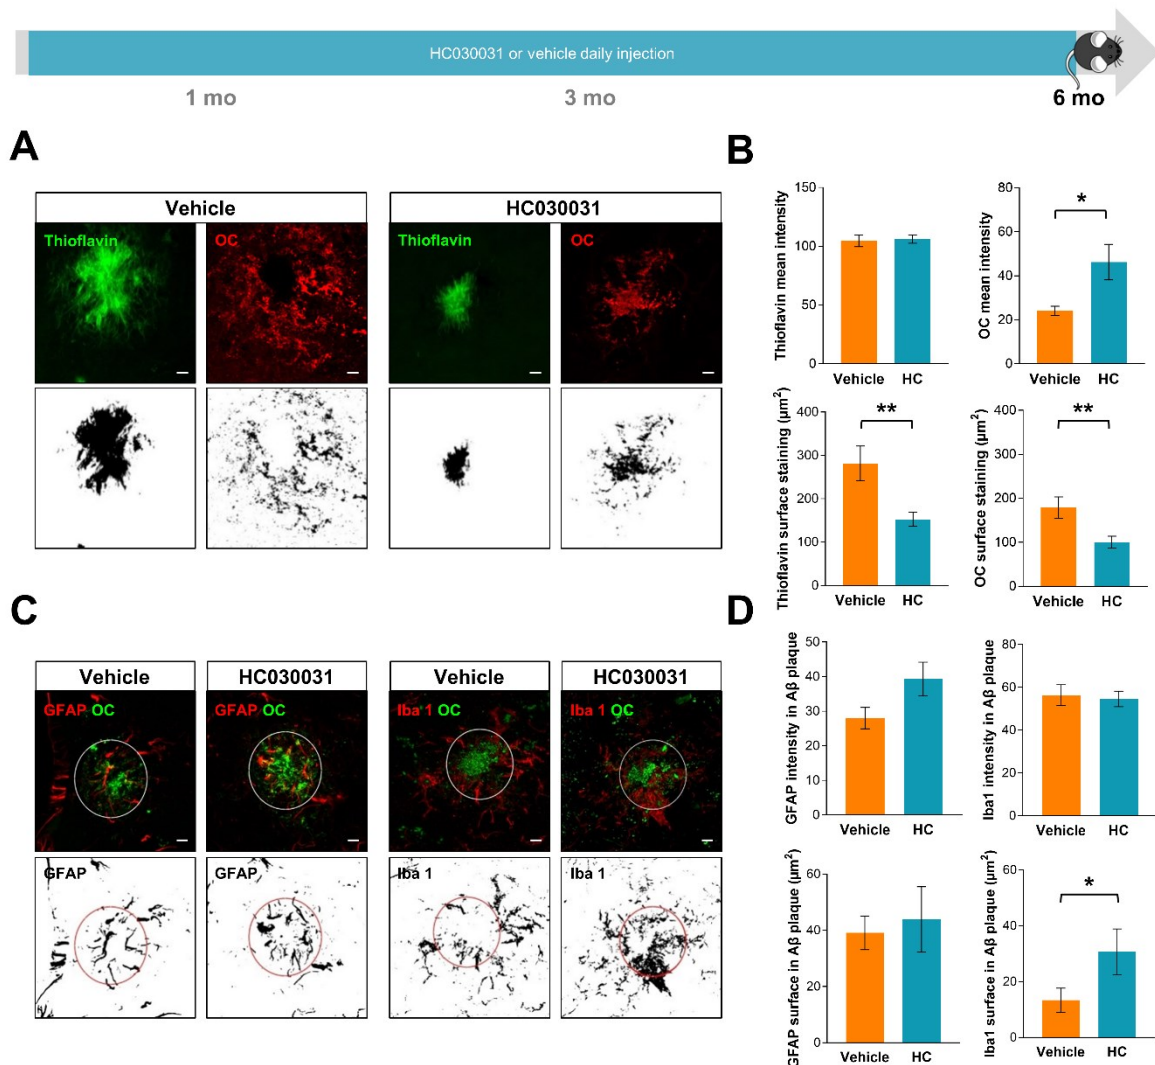 HC030031 or vehicle daily injection
1 mo
3 mo
6 mo
A
Vehicle
HC030031
Thioflavin
OC
Thioflavin
OC
B
Thioflavin mean intensity
150
100
50
0
Vehicle
HC
OC mean intensity
80
60
40
20
0
*
Vehicle
HC
Thioflavin surface staining (µm²)
400
300
200
100
0
**
Vehicle
HC
OC surface staining (µm²)
400
300
200
100
0
**
Vehicle
HC
C
Vehicle
HC030031
Vehicle
HC030031
GFAP OC
GFAP OC
Iba 1 OC
Iba 1 OC
GFAP
GFAP
Iba 1
Iba 1
D
GFAP intensity in Aβ plaque
50
40
30
20
10
0
Vehicle
HC
Iba1 intensity in Aβ plaque
80
60
40
20
0
Vehicle
HC
GFAP surface in Aβ plaque (µm²)
60
40
20
0
Vehicle
HC
Iba1 surface in Aβ plaque (µm²)
60
40
20
0
*
Vehicle
HC